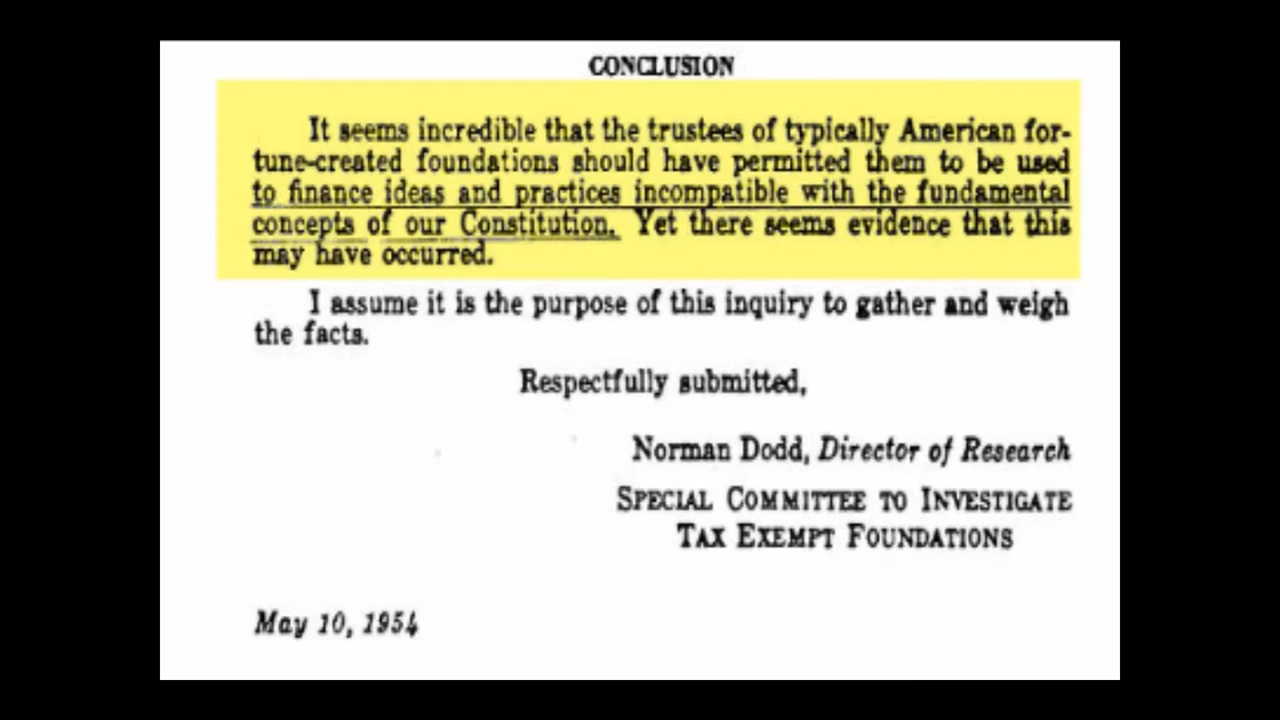 CONCLUSION
It seems incredible that the trustees of typically American for-
tune-created foundations should have permitted them to be used
to finance ideas and practices incompatible with the fundamental
concepts of our Constitution. Yet there seems evidence that this
may have occurred.
I assume it is the purpose of this inquiry to gather and weigh
the facts.
Respectfully submitted,
Norman Dodd, Director of Research
SPECIAL COMMITTEE TO INVESTIGATE
TAX EXEMPT FOUNDATIONS
May 10, 1954